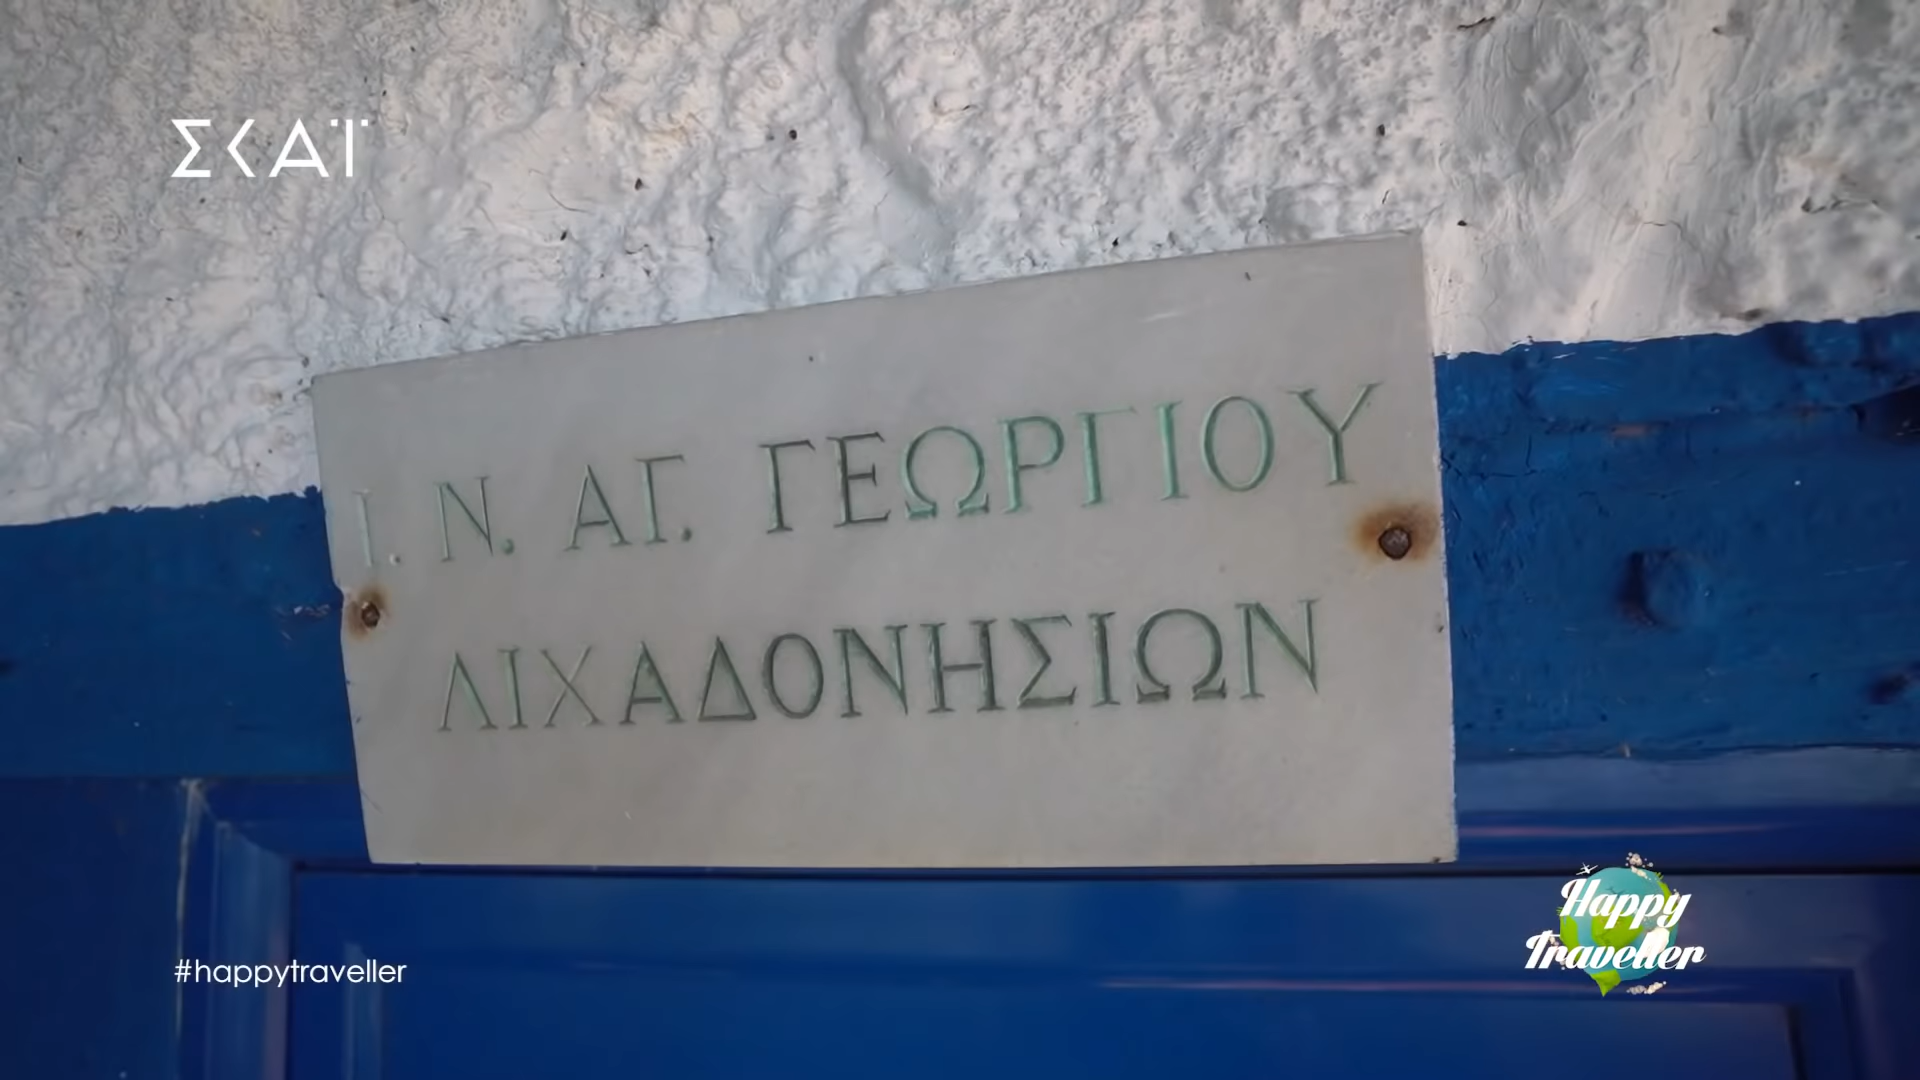 ΣΚΑΪ
Ι. Ν. ΑΓ. ΓΕΩΡΓΙΟΥ
ΛΙΧΑΔΟΝΗΣΙΩΝ
Happy
Traveller
#happytraveller